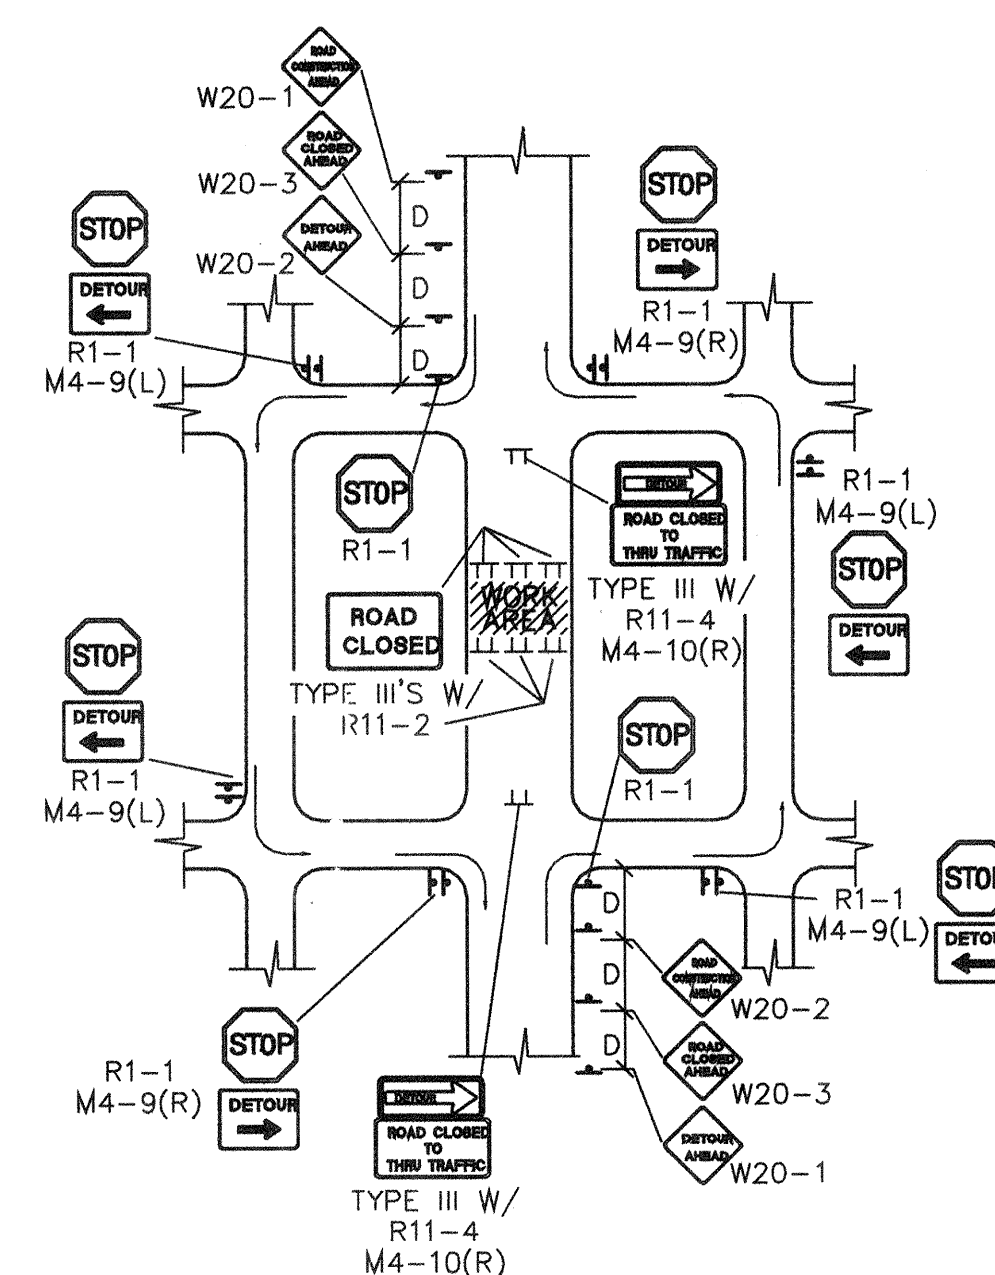 ROAD
CONSTRUCTION
AHEAD
W20-1
ROAD
CLOSED
AHEAD
W20-3
DETOUR
AHEAD
W20-2
D
D
D
STOP
DETOUR
R1-1
M4-9(L)
STOP
DETOUR
R1-1
M4-9(R)
STOP
R1-1
DETOUR
ROAD CLOSED
TO
THRU TRAFFIC
TYPE III W/
R11-4
M4-10(R)
R1-1
M4-9(L)
STOP
DETOUR
WORK
AREA
ROAD
CLOSED
TYPE III'S W/
R11-2
STOP
DETOUR
R1-1
M4-9(L)
STOP
R1-1
R1-1
M4-9(L)
STO
DETO
D
D
D
ROAD
CONSTRUCTION
AHEAD
W20-2
ROAD
CLOSED
AHEAD
W20-3
DETOUR
AHEAD
W20-1
STOP
R1-1
M4-9(R)
DETOUR
DETOUR
ROAD CLOSED
TO
THRU TRAFFIC
TYPE III W/
R11-4
M4-10(R)